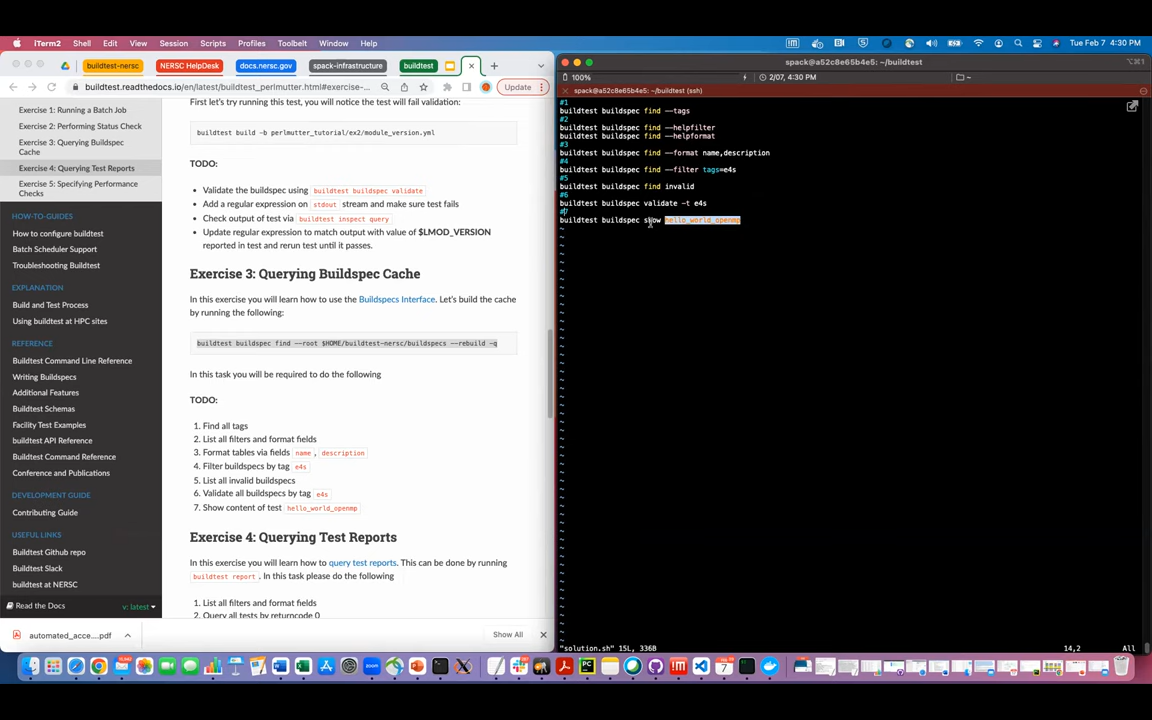 iTerm2 Shell Edit View Session Scripts Profiles Toolbelt Window Help
Tue Feb 7 4:30 PM
buildtest-nersc NERSC HelpDesk docs.nersc.gov spack-infrastructure buildtest
buildtest.readthedocs.io/en/latest/buildtest_perlmutter.html#exercise-...
Update
Exercise 1: Running a Batch Job
Exercise 2: Performing Status Check
Exercise 3: Querying Buildspec
Cache
Exercise 4: Querying Test Reports
Exercise 5: Specifying Performance
Checks
HOW-TO GUIDES
How to configure buildtest
Batch Scheduler Support
Troubleshooting Buildtest
EXPLANATION
Build and Test Process
Using buildtest at HPC sites
REFERENCE
Buildtest Command Line Reference
Writing Buildspecs
Additional Features
Buildtest Schemas
Facility Test Examples
buildtest API Reference
Buildtest Command Reference
Conference and Publications
DEVELOPMENT GUIDE
Contributing Guide
USEFUL LINKS
Buildtest Github repo
Buildtest Slack
buildtest at NERSC
Read the Docs
v: latest
First let's try running this test, you will notice the test will fail validation:
buildtest build -b perlmutter_tutorial/ex2/module_version.yml
TODO:
• Validate the buildspec using buildtest buildspec validate
• Add a regular expression on stdout stream and make sure test fails
• Check output of test via buildtest inspect query
• Update regular expression to match output with value of $LMOD_VERSION
reported in test and rerun test until it passes.
Exercise 3: Querying Buildspec Cache
In this exercise you will learn how to use the Buildspecs Interface. Let's build the cache
by running the following:
buildtest buildspec find --root $HOME/buildtest-nersc/buildspecs --rebuild -q
In this task you will be required to do the following
TODO:
1. Find all tags
2. List all filters and format fields
3. Format tables via fields name , description
4. Filter buildspecs by tag e4s
5. List all invalid buildspecs
6. Validate all buildspecs by tag e4s
7. Show content of test hello_world_openmp
Exercise 4: Querying Test Reports
In this exercise you will learn how to query test reports. This can be done by running
buildtest report . In this task please do the following
1. List all filters and format fields
2. Query all tests by returncode 0
automated_acce....pdf
Show All
spack@a52c8e65b4e5: ~/buildtest
⌥⌘1
100%
2/07, 4:30 PM
~
spack@a52c8e65b4e5: ~/buildtest (ssh)
#1
buildtest buildspec find --tags
#2
buildtest buildspec find --helpfilter
buildtest buildspec find --helpformat
#3
buildtest buildspec find --format name,description
#4
buildtest buildspec find --filter tags=e4s
#5
buildtest buildspec find invalid
#6
buildtest buildspec validate -t e4s
#7
buildtest buildspec show hello_world_openmp
"solution.sh" 15L, 336B
14,2
All